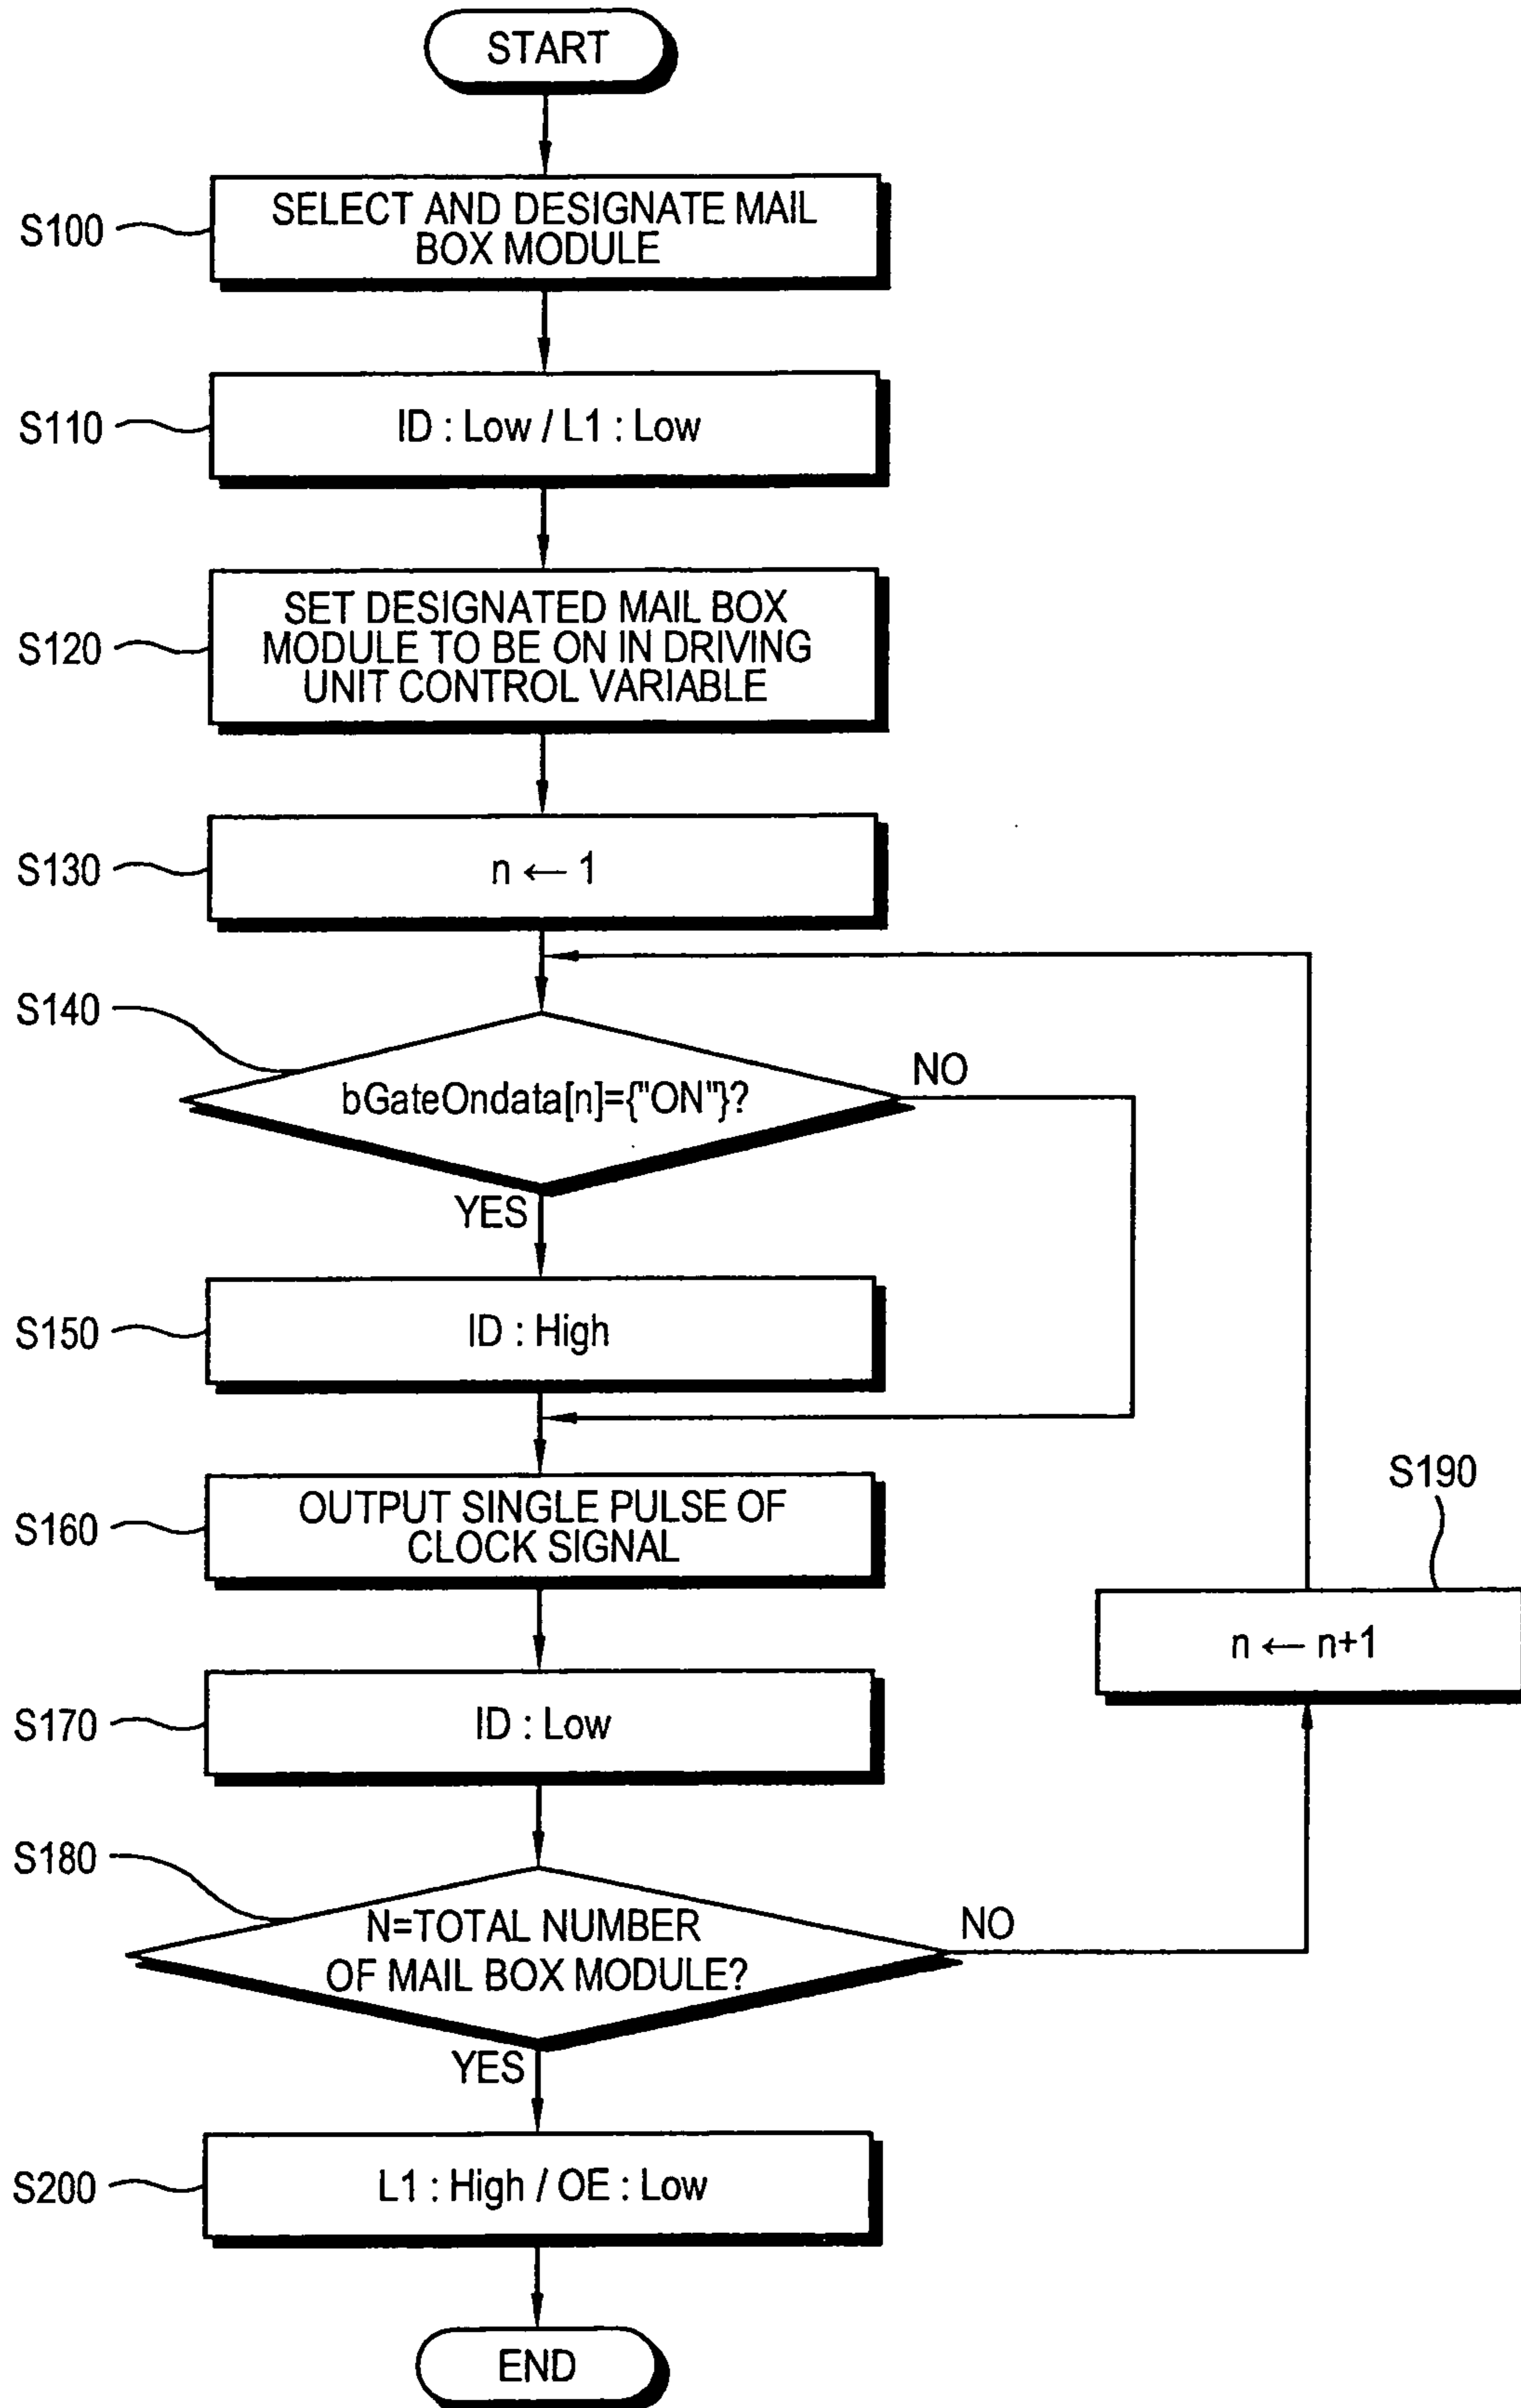 START
S100
SELECT AND DESIGNATE MAIL
BOX MODULE
S110
ID : Low / L1 : Low
S120
SET DESIGNATED MAIL BOX
MODULE TO BE ON IN DRIVING
UNIT CONTROL VARIABLE
S130
n ← 1
S140
bGateOndata[n]={"ON"}?
NO
YES
S150
ID : High
S160
OUTPUT SINGLE PULSE OF
CLOCK SIGNAL
S190
n ← n+1
S170
ID : Low
S180
N=TOTAL NUMBER
OF MAIL BOX MODULE?
NO
YES
S200
L1 : High / OE : Low
END